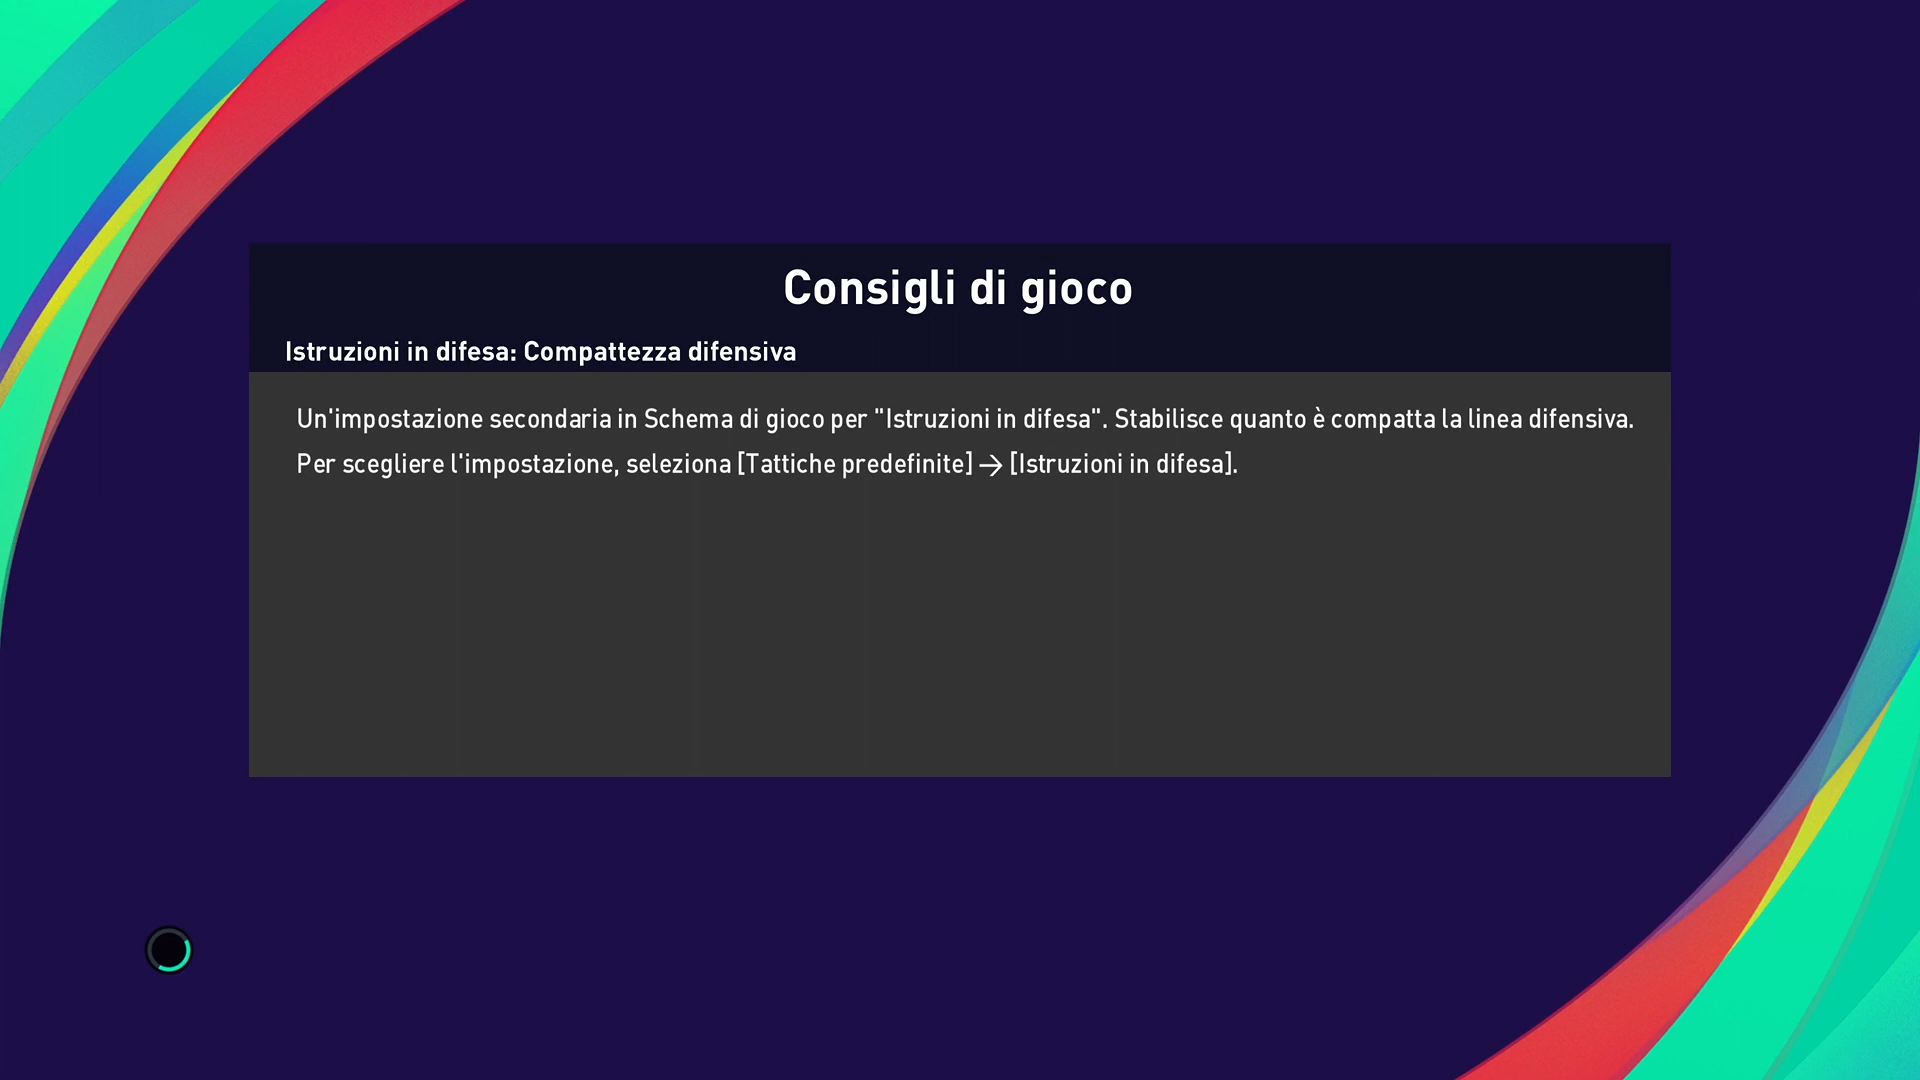 Consigli di gioco
Istruzioni in difesa: Compattezza difensiva
Un'impostazione secondaria in Schema di gioco per "Istruzioni in difesa". Stabilisce quanto è compatta la linea difensiva.
Per scegliere l'impostazione, seleziona [Tattiche predefinite] → [Istruzioni in difesa].